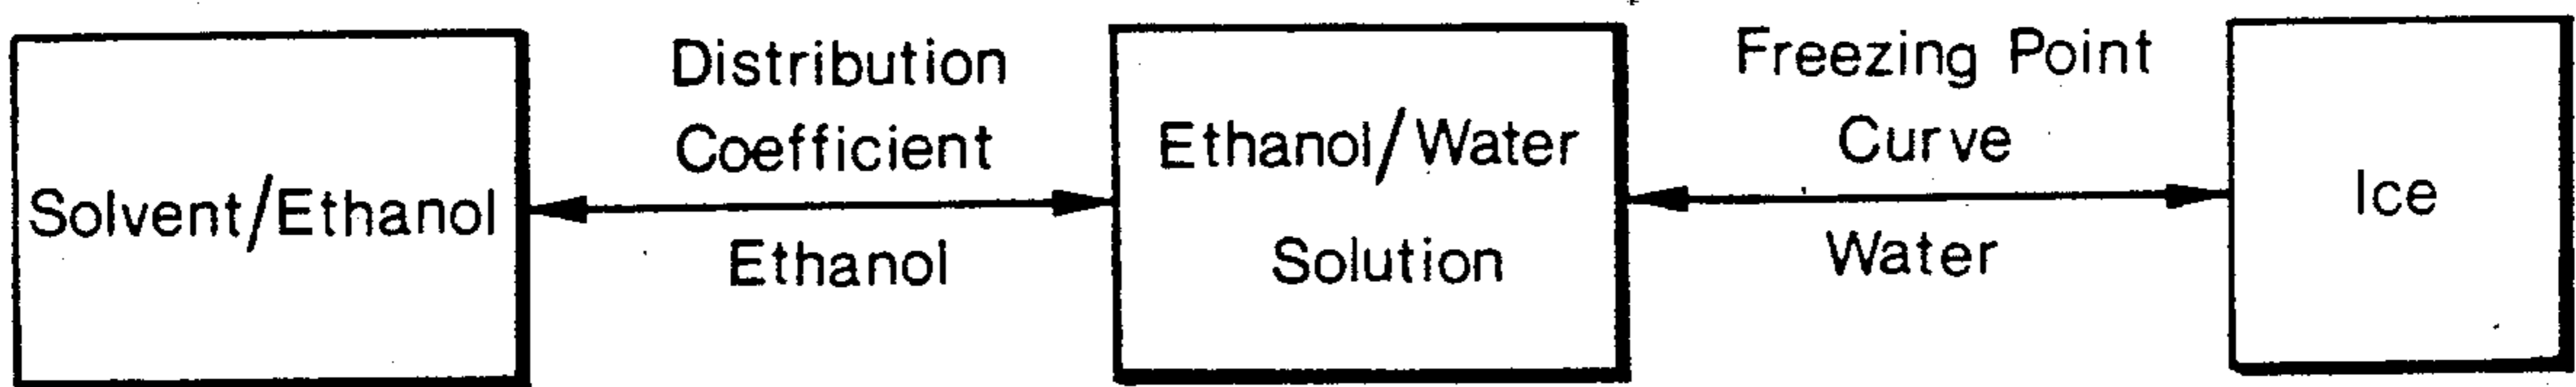 Solvent/Ethanol
Distribution
Coefficient
Ethanol
Ethanol/Water
Solution
Freezing Point
Curve
Water
Ice